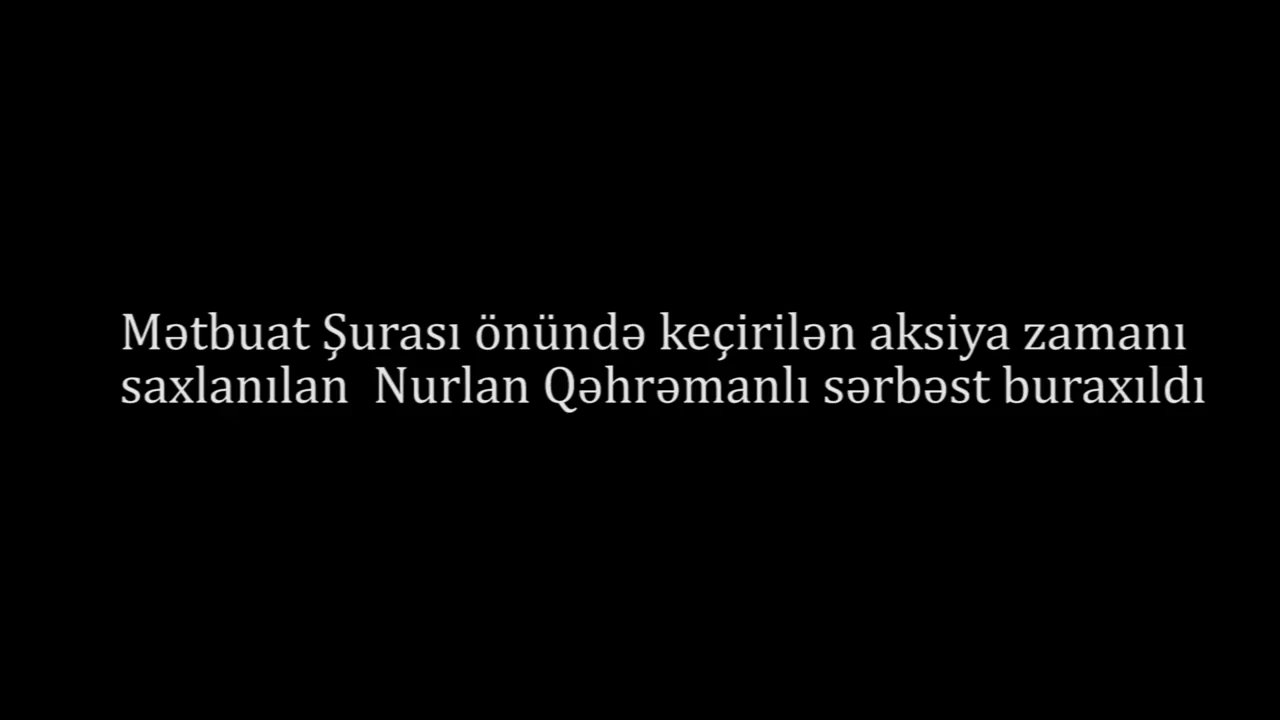 Mətbuat Şurası önündə keçirilən aksiya zamanı
saxlanılan  Nurlan Qəhrəmanlı sərbəst buraxıldı